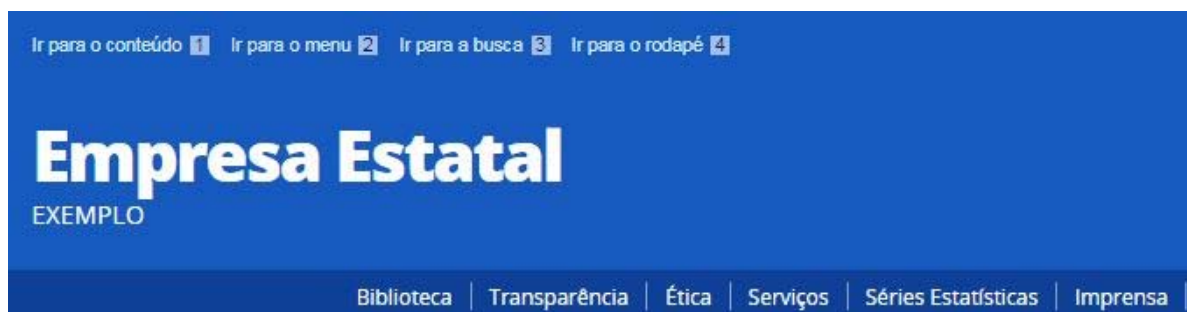 Ir para o conteúdo 1 Ir para o menu 2 Ir para a busca 3 Ir para o rodapé 4
Empresa Estatal
EXEMPLO
Biblioteca | Transparência | Ética | Serviços | Séries Estatísticas | Imprensa |